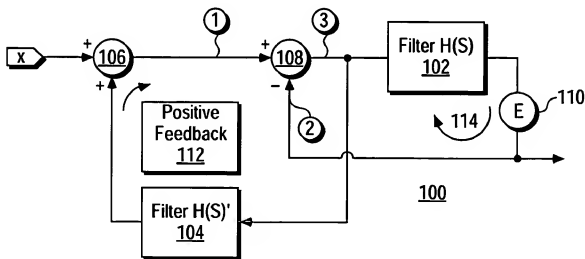 1
3
X
+
106
+
108
Filter H(S)
102
+
−
2
114
E
110
Positive
Feedback
112
100
Filter H(S)'
104